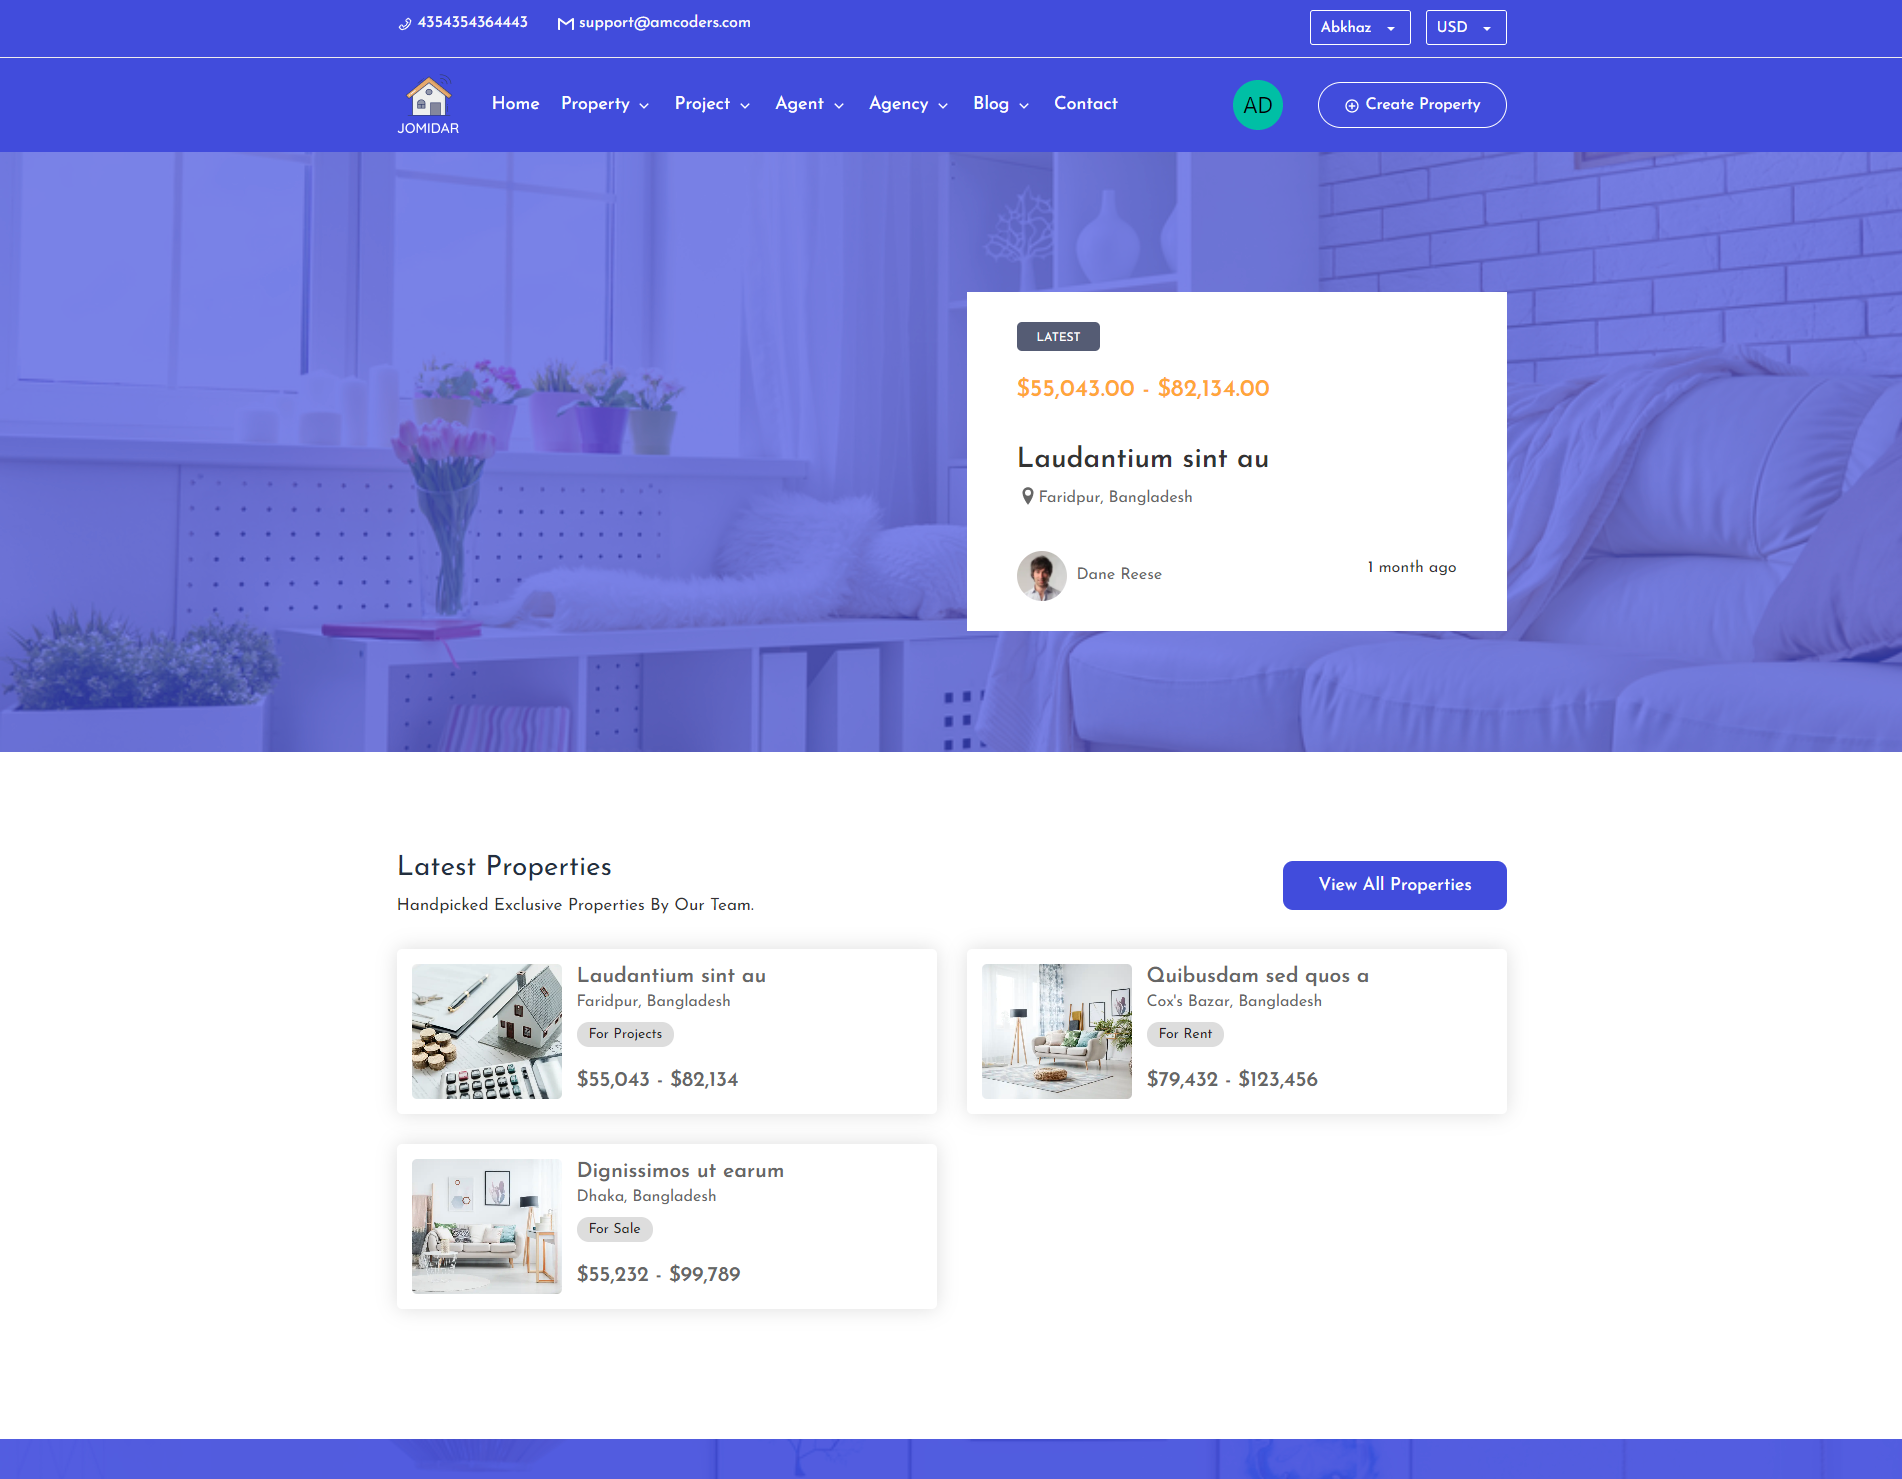 4354354364443
support@amcoders.com
Abkhaz
USD
JOMIDAR
Home
Property
Project
Agent
Agency
Blog
Contact
AD
Create Property
LATEST
$55,043.00 - $82,134.00
Laudantium sint au
Faridpur, Bangladesh
Dane Reese
1 month ago
Latest Properties
Handpicked Exclusive Properties By Our Team.
View All Properties
Laudantium sint au
Faridpur, Bangladesh
For Projects
$55,043 - $82,134
Quibusdam sed quos a
Cox's Bazar, Bangladesh
For Rent
$79,432 - $123,456
Dignissimos ut earum
Dhaka, Bangladesh
For Sale
$55,232 - $99,789